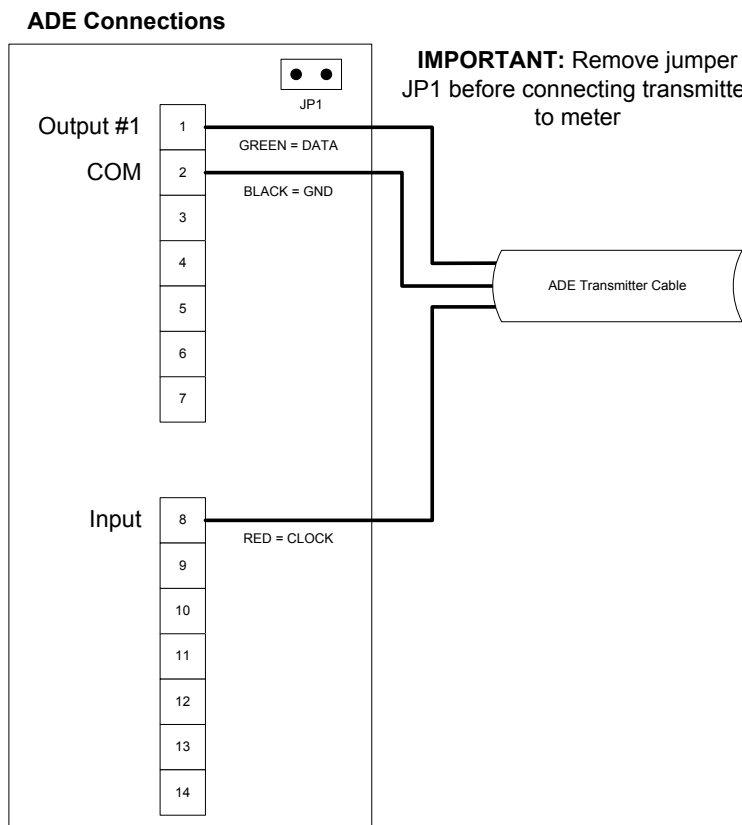 ADE Connections
IMPORTANT: Remove jumper
JP1 before connecting transmitte
to meter
JP1
Output #1
1
GREEN = DATA
COM
2
BLACK = GND
3
4
5
6
7
ADE Transmitter Cable
Input
8
RED = CLOCK
9
10
11
12
13
14